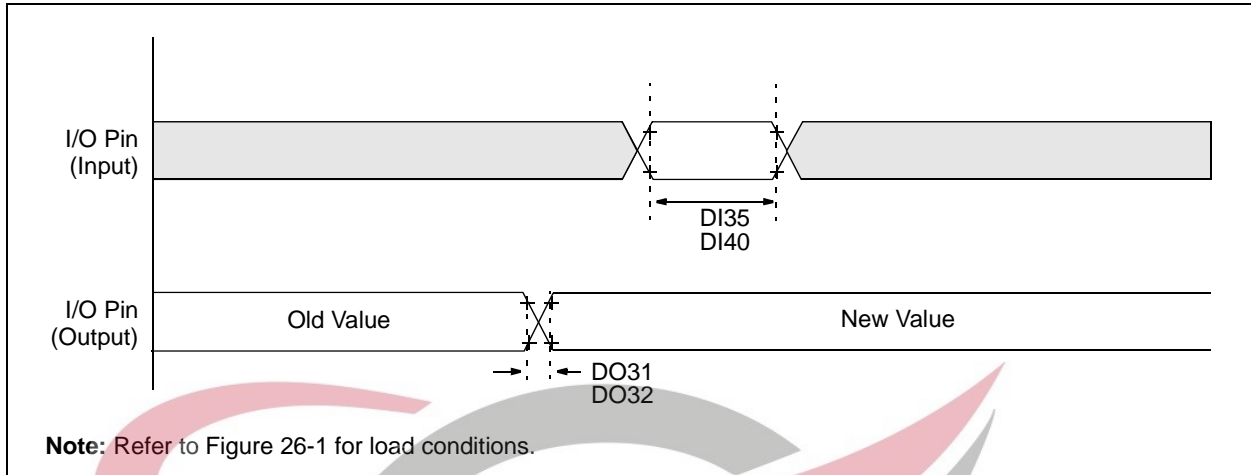 I/O Pin
(Input)
DI35
DI40
I/O Pin
(Output)
Old Value
New Value
DO31
DO32
Note: Refer to Figure 26-1 for load conditions.